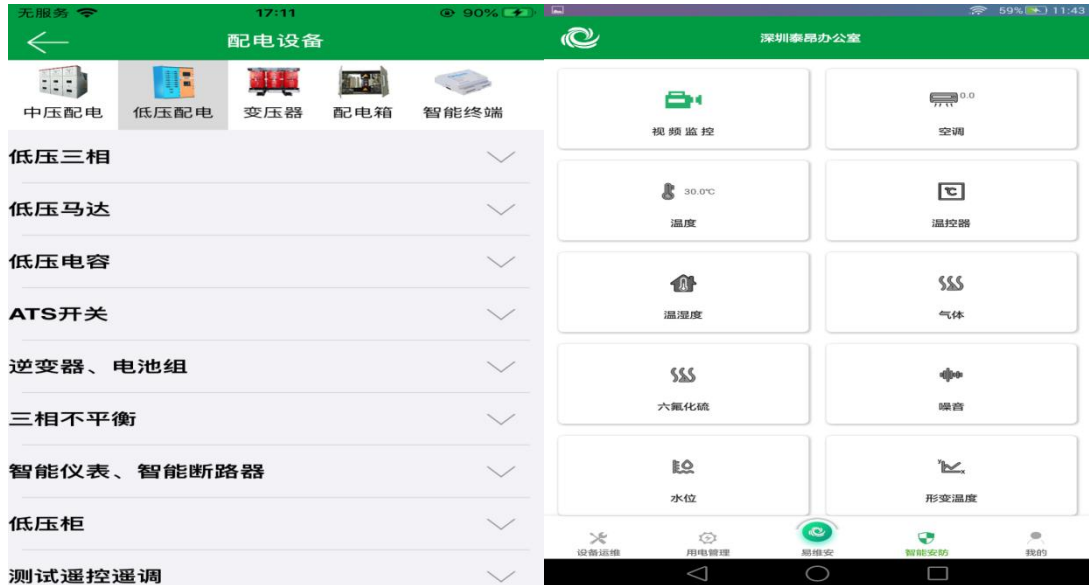 无服务 17:11 90%
配电设备
中压配电 低压配电 变压器 配电箱 智能终端
低压三相
低压马达
低压电容
ATS开关
逆变器、电池组
三相不平衡
智能仪表、智能断路器
低压柜
测试遥控遥调
59% 11:43
深圳泰昂办公室
视频监控
0.0
空调
30.0℃
温度
℃
温控器
温湿度
气体
六氟化硫
噪音
水位
形变温度
设备运维 用电管理 易维安 智能安防 我的